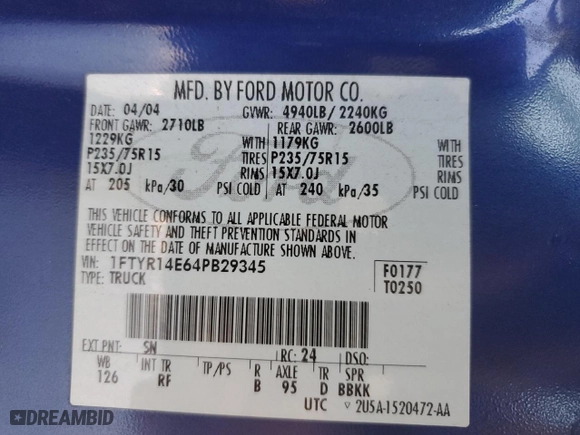 MFD. BY FORD MOTOR CO.
DATE: 04/04 GVWR: 4940LB/ 2240KG
FRONT GAWR: 2710LB REAR GAWR: 2600LB
1229KG WITH 1179KG WITH
P235/75R15 TIRES P235/75R15 TIRES
15X7.0J RIMS 15X7.0J RIMS
AT 205 kPa/30 PSI COLD AT 240 kPa/35 PSI COLD
THIS VEHICLE CONFORMS TO ALL APPLICABLE FEDERAL MOTOR
VEHICLE SAFETY AND THEFT PREVENTION STANDARDS IN
EFFECT ON THE DATE OF MANUFACTURE SHOWN ABOVE.
VIN: 1FTYR14E64PB29345 F0177
TYPE: TRUCK T0250
Ford
EXT PNT: SN RC: 24 DSO:
WB INT TR TP/PS R AXLE TR SPR
126 RF B 95 D BBKK
UTC 2U5A-1520472-AA
DREAMBID